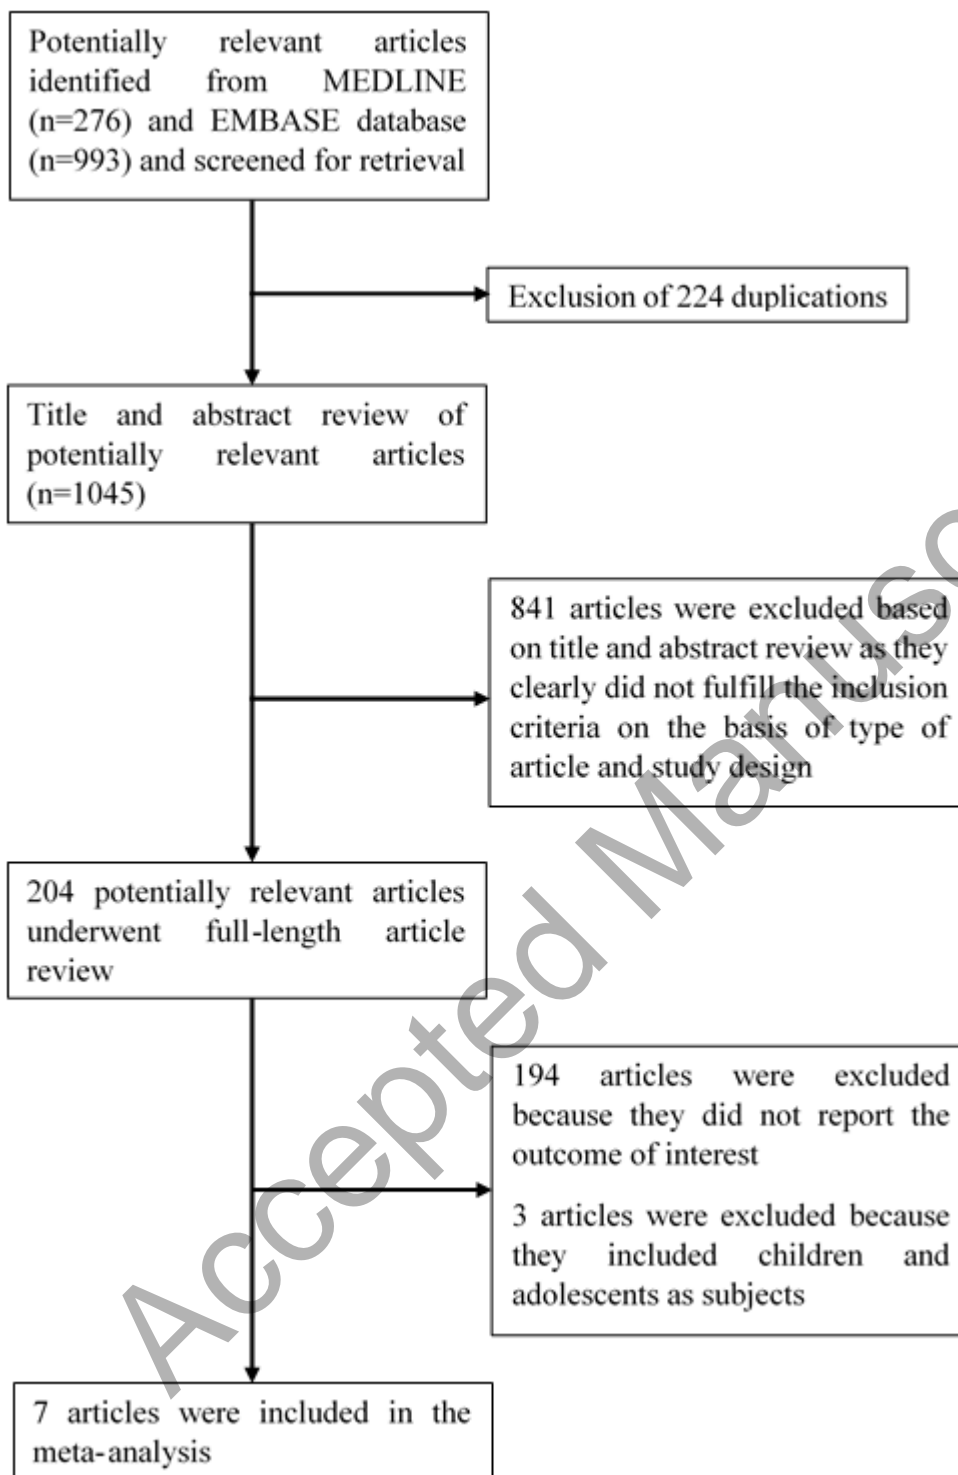 Potentially relevant articles
identified from MEDLINE
(n=276) and EMBASE database
(n=993) and screened for retrieval
Exclusion of 224 duplications
Title and abstract review of
potentially relevant articles
(n=1045)
841 articles were excluded based
on title and abstract review as they
clearly did not fulfill the inclusion
criteria on the basis of type of
article and study design
204 potentially relevant articles
underwent full-length article
review
194 articles were excluded
because they did not report the
outcome of interest
3 articles were excluded because
they included children and
adolescents as subjects
7 articles were included in the
meta-analysis
Accepted Manusc